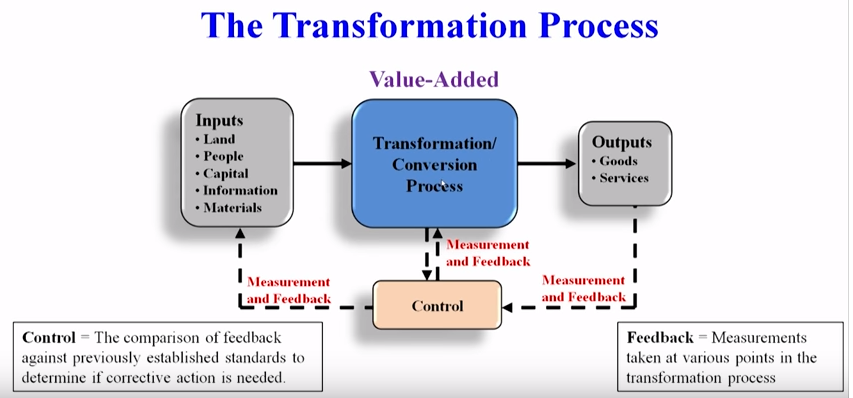 The Transformation Process
Value-Added
Inputs
• Land
• People
• Capital
• Information
• Materials
Transformation/
Conversion
Process
Outputs
• Goods
• Services
Measurement
and Feedback
Measurement
and Feedback
Measurement
and Feedback
Control
Control = The comparison of feedback
against previously established standards to
determine if corrective action is needed.
Feedback = Measurements
taken at various points in the
transformation process